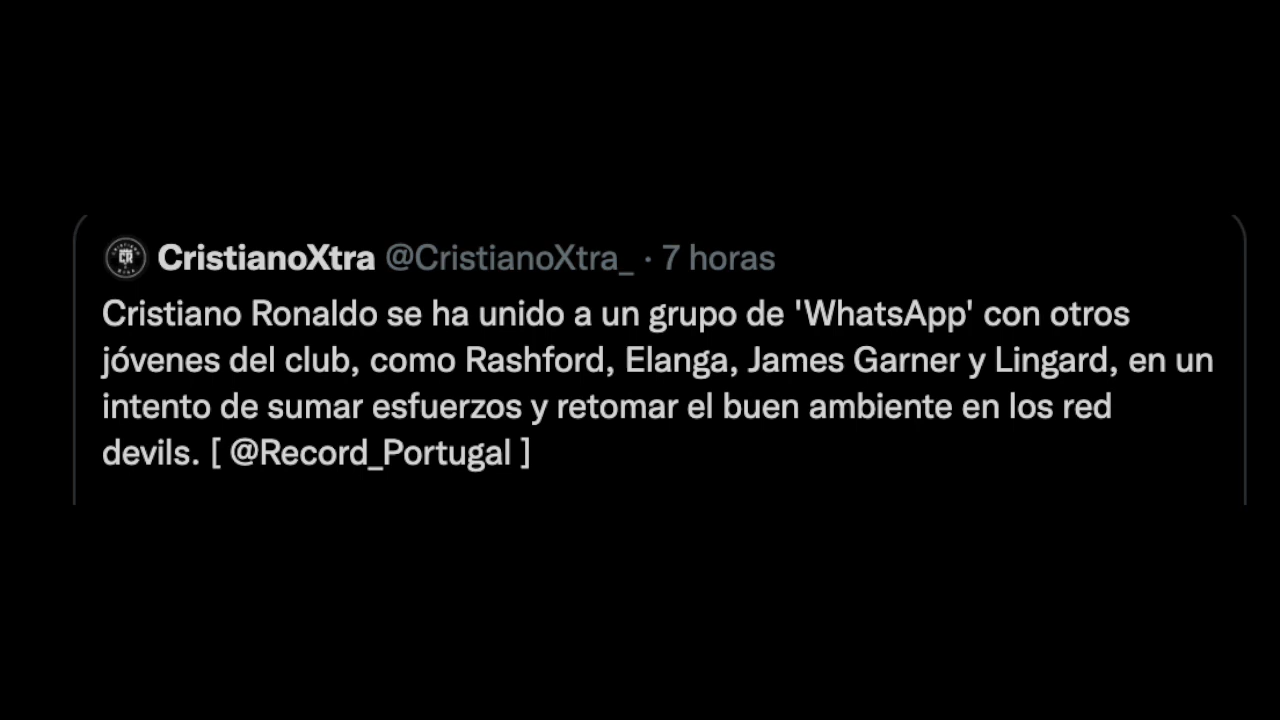 CristianoXtra @CristianoXtra_ · 7 horas
Cristiano Ronaldo se ha unido a un grupo de 'WhatsApp' con otros
jóvenes del club, como Rashford, Elanga, James Garner y Lingard, en un
intento de sumar esfuerzos y retomar el buen ambiente en los red
devils. [ @Record_Portugal ]